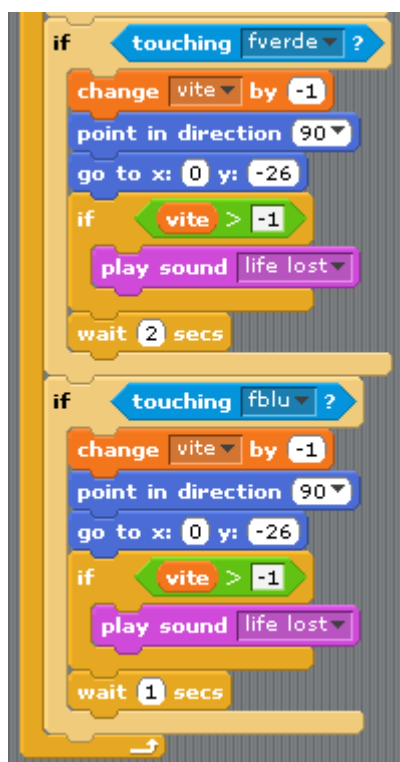 if touching fverde ?
change vite by -1
point in direction 90
go to x: 0 y: -26
if vite > -1
play sound life lost
wait 2 secs
if touching fblu ?
change vite by -1
point in direction 90
go to x: 0 y: -26
if vite > -1
play sound life lost
wait 1 secs